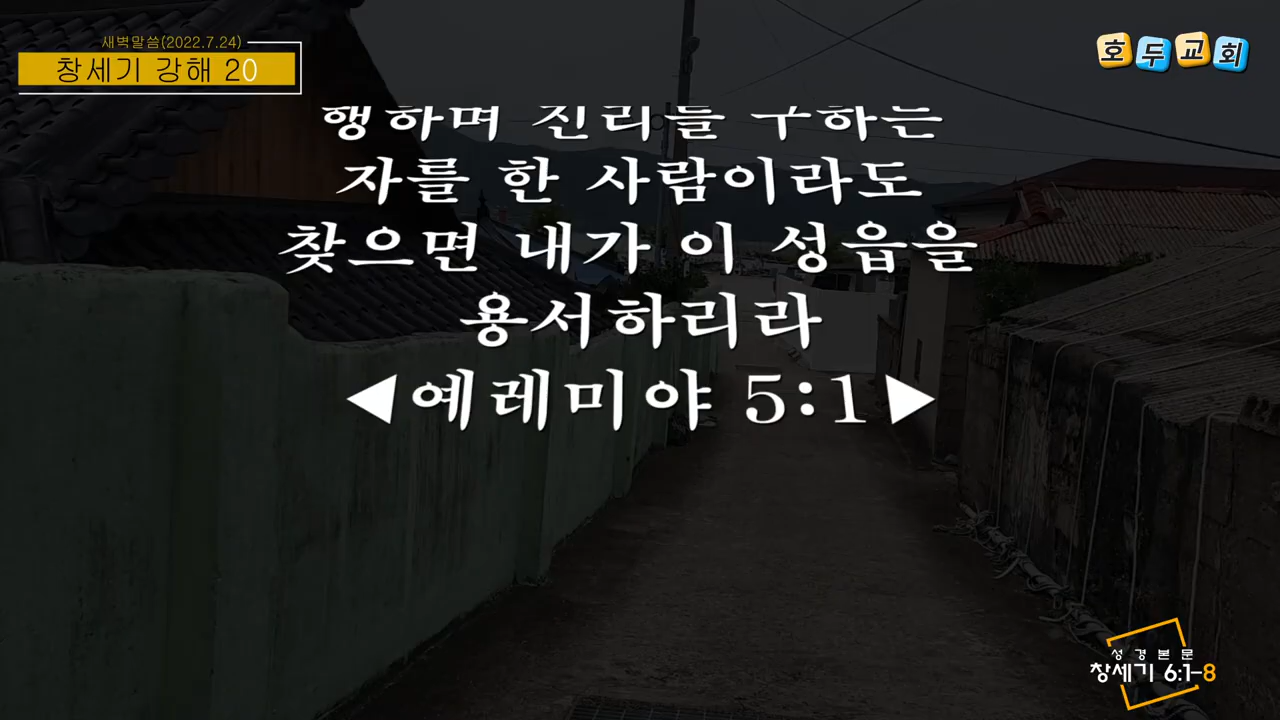 새벽말씀(2022.7.24)
창세기 강해 20
호두교회
행하며 진리를 구하는
자를 한 사람이라도
찾으면 내가 이 성읍을
용서하리라
◀예레미야 5:1▶
성경본문
창세기 6:1-8